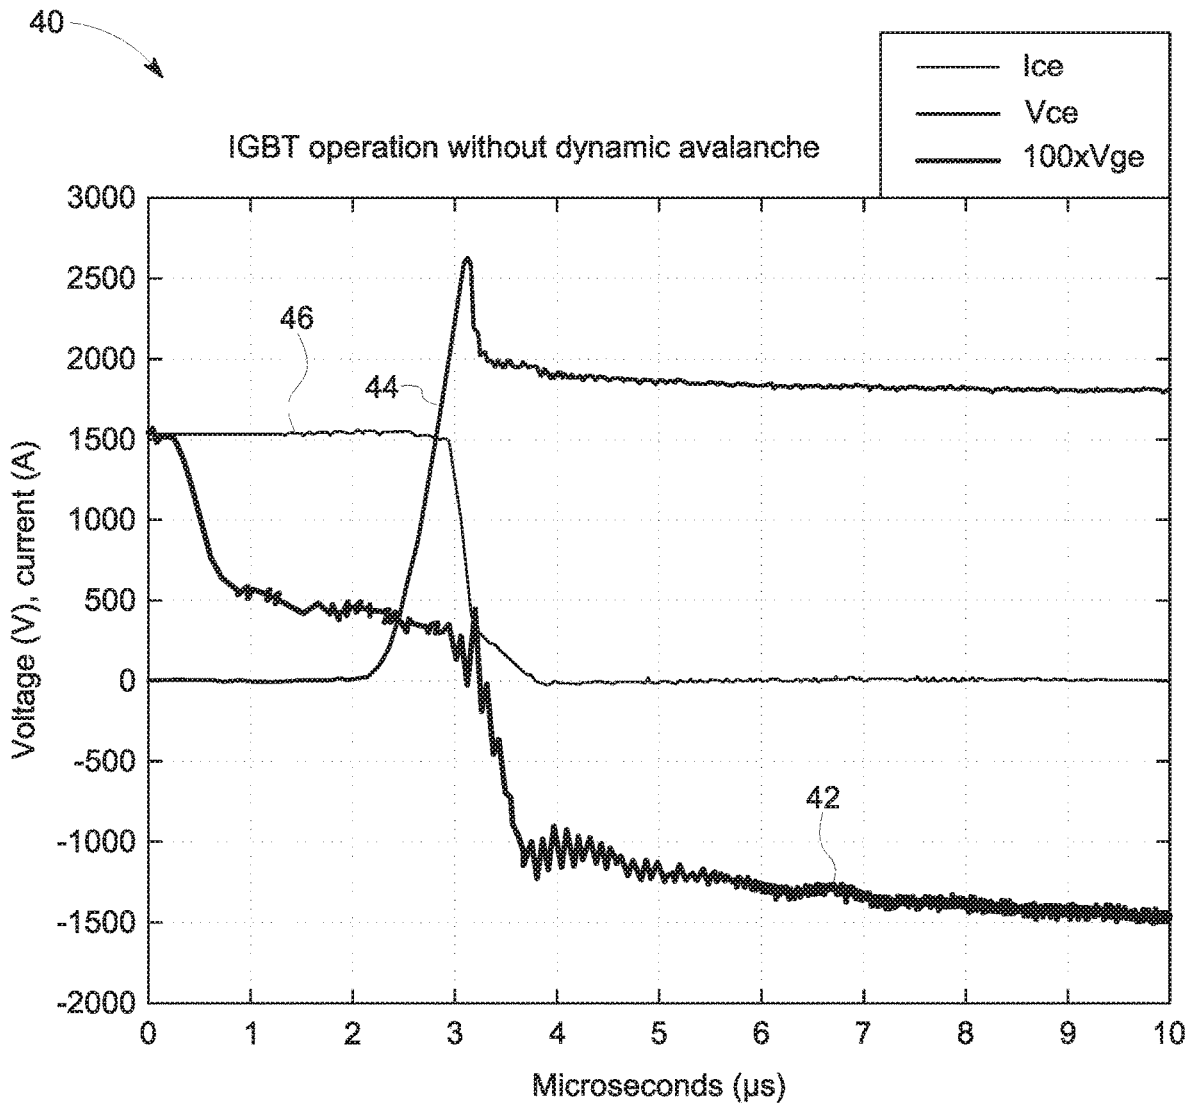 40
Ice
Vce
100xVge
IGBT operation without dynamic avalanche
3000
2500
2000
1500
1000
500
0
-500
-1000
-1500
-2000
Voltage (V), current (A)
46
44
42
0 1 2 3 4 5 6 7 8 9 10
Microseconds (µs)